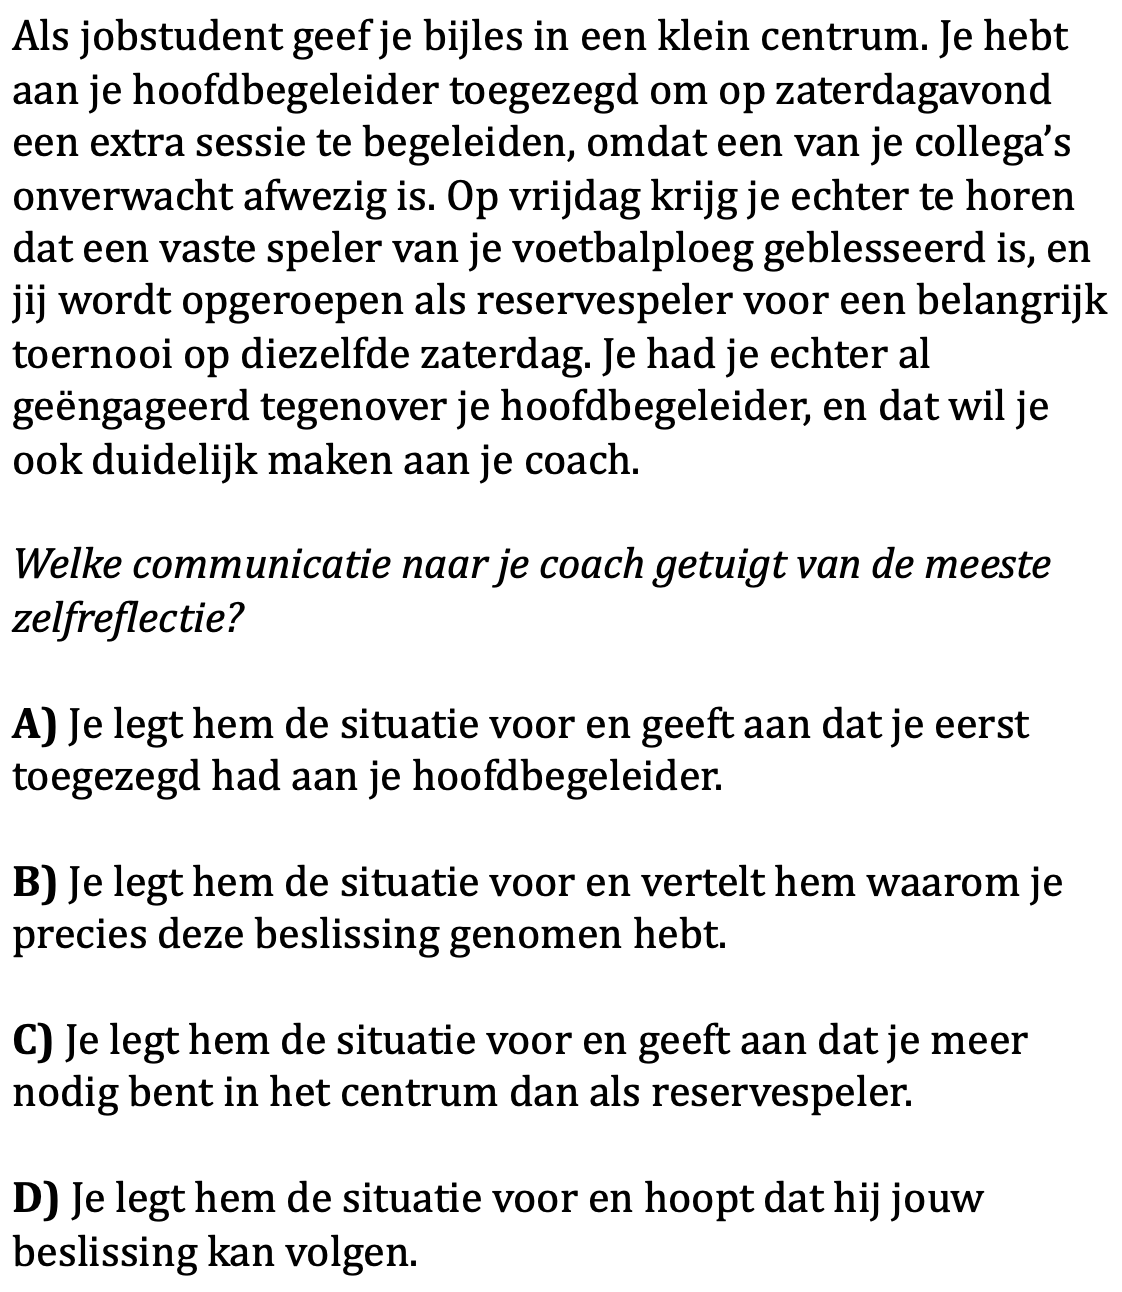 Als jobstudent geef je bijles in een klein centrum. Je hebt
aan je hoofdbegeleider toegezegd om op zaterdagavond
een extra sessie te begeleiden, omdat een van je collega’s
onverwacht afwezig is. Op vrijdag krijg je echter te horen
dat een vaste speler van je voetbalploeg geblesseerd is, en
jij wordt opgeroepen als reservespeler voor een belangrijk
toernooi op diezelfde zaterdag. Je had je echter al
geëngageerd tegenover je hoofdbegeleider, en dat wil je
ook duidelijk maken aan je coach.
Welke communicatie naar je coach getuigt van de meeste
zelfreflectie?
A) Je legt hem de situatie voor en geeft aan dat je eerst
toegezegd had aan je hoofdbegeleider.
B) Je legt hem de situatie voor en vertelt hem waarom je
precies deze beslissing genomen hebt.
C) Je legt hem de situatie voor en geeft aan dat je meer
nodig bent in het centrum dan als reservespeler.
D) Je legt hem de situatie voor en hoopt dat hij jouw
beslissing kan volgen.